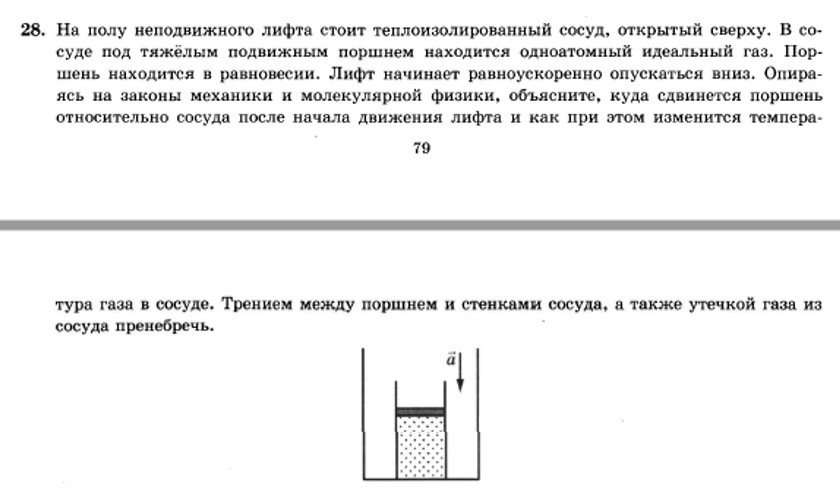 28. На полу неподвижного лифта стоит теплоизолированный сосуд, открытый сверху. В со-
суде под тяжёлым подвижным поршнем находится одноатомный идеальный газ. Пор-
шень находится в равновесии. Лифт начинает равноускоренно опускаться вниз. Опира-
ясь на законы механики и молекулярной физики, объясните, куда сдвинется поршень
относительно сосуда после начала движения лифта и как при этом изменится темпера-
79
тура газа в сосуде. Трением между поршнем и стенками сосуда, а также утечкой газа из
сосуда пренебречь.
a